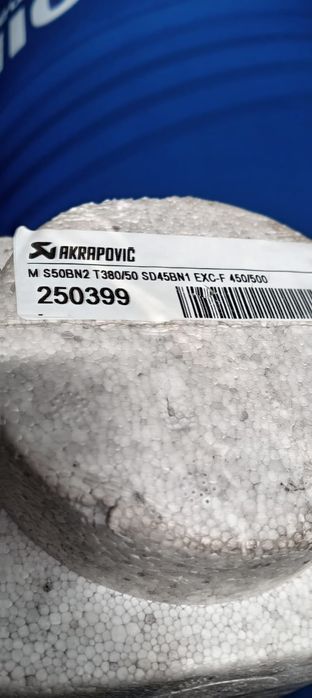 AKRAPOVIČ
M S50BN2 T380/50 SD45BN1 EXC-F 450/500
250399